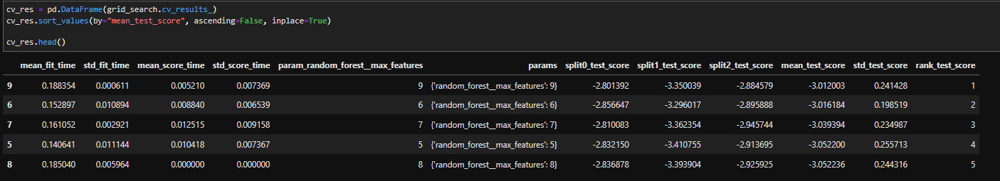 cv_res = pd.DataFrame(grid_search.cv_results_)
cv_res.sort_values(by="mean_test_score", ascending=False, inplace=True)
cv_res.head()
mean_fit_time std_fit_time mean_score_time std_score_time param_random_forest__max_features params split0_test_score split1_test_score split2_test_score mean_test_score std_test_score rank_test_score
9 0.188354 0.000611 0.005210 0.007369 9 {'random_forest__max_features': 9} -2.801392 -3.350039 -2.884579 -3.012003 0.241428 1
6 0.152897 0.010894 0.008840 0.006539 6 {'random_forest__max_features': 6} -2.856647 -3.296017 -2.895888 -3.016184 0.198519 2
7 0.161052 0.002921 0.012515 0.009158 7 {'random_forest__max_features': 7} -2.810083 -3.362354 -2.945744 -3.039394 0.234987 3
5 0.140641 0.011144 0.010418 0.007367 5 {'random_forest__max_features': 5} -2.832150 -3.410755 -2.913695 -3.052200 0.255713 4
8 0.185040 0.005964 0.000000 0.000000 8 {'random_forest__max_features': 8} -2.836878 -3.393904 -2.925925 -3.052236 0.244316 5